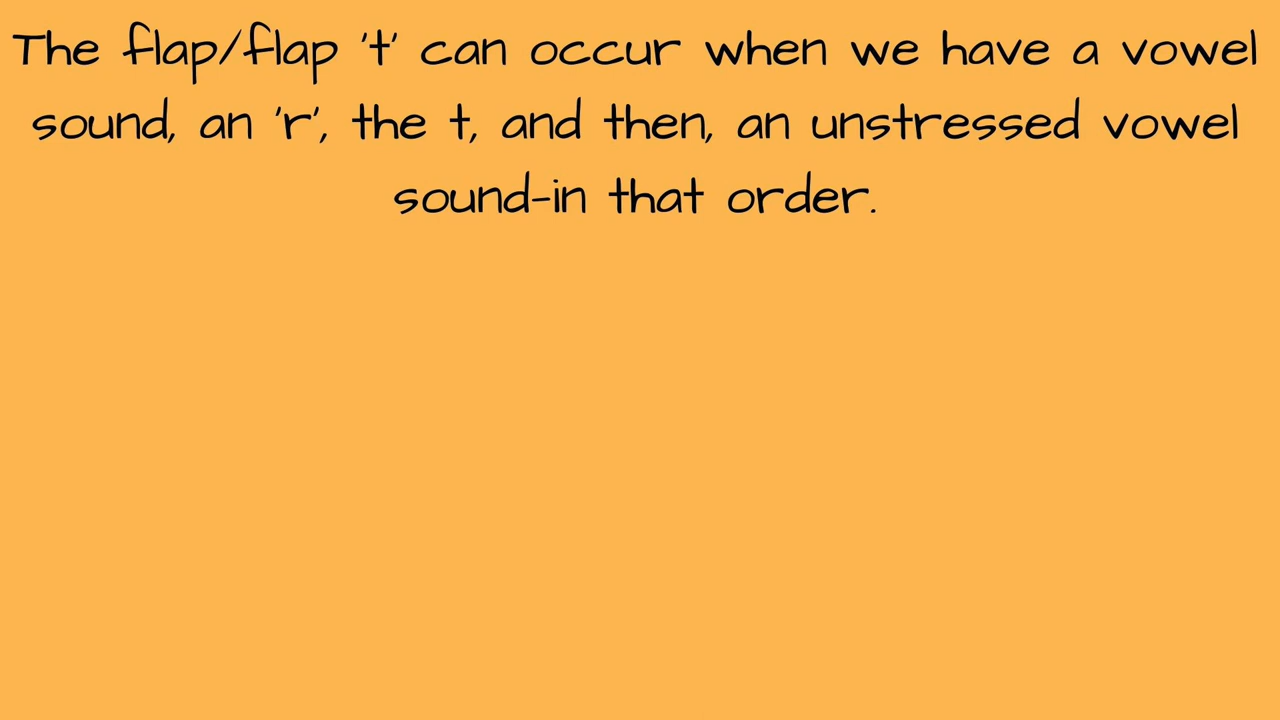 The flap/flap 't' can occur when we have a vowel
sound, an 'r', the t, and then, an unstressed vowel
sound-in that order.